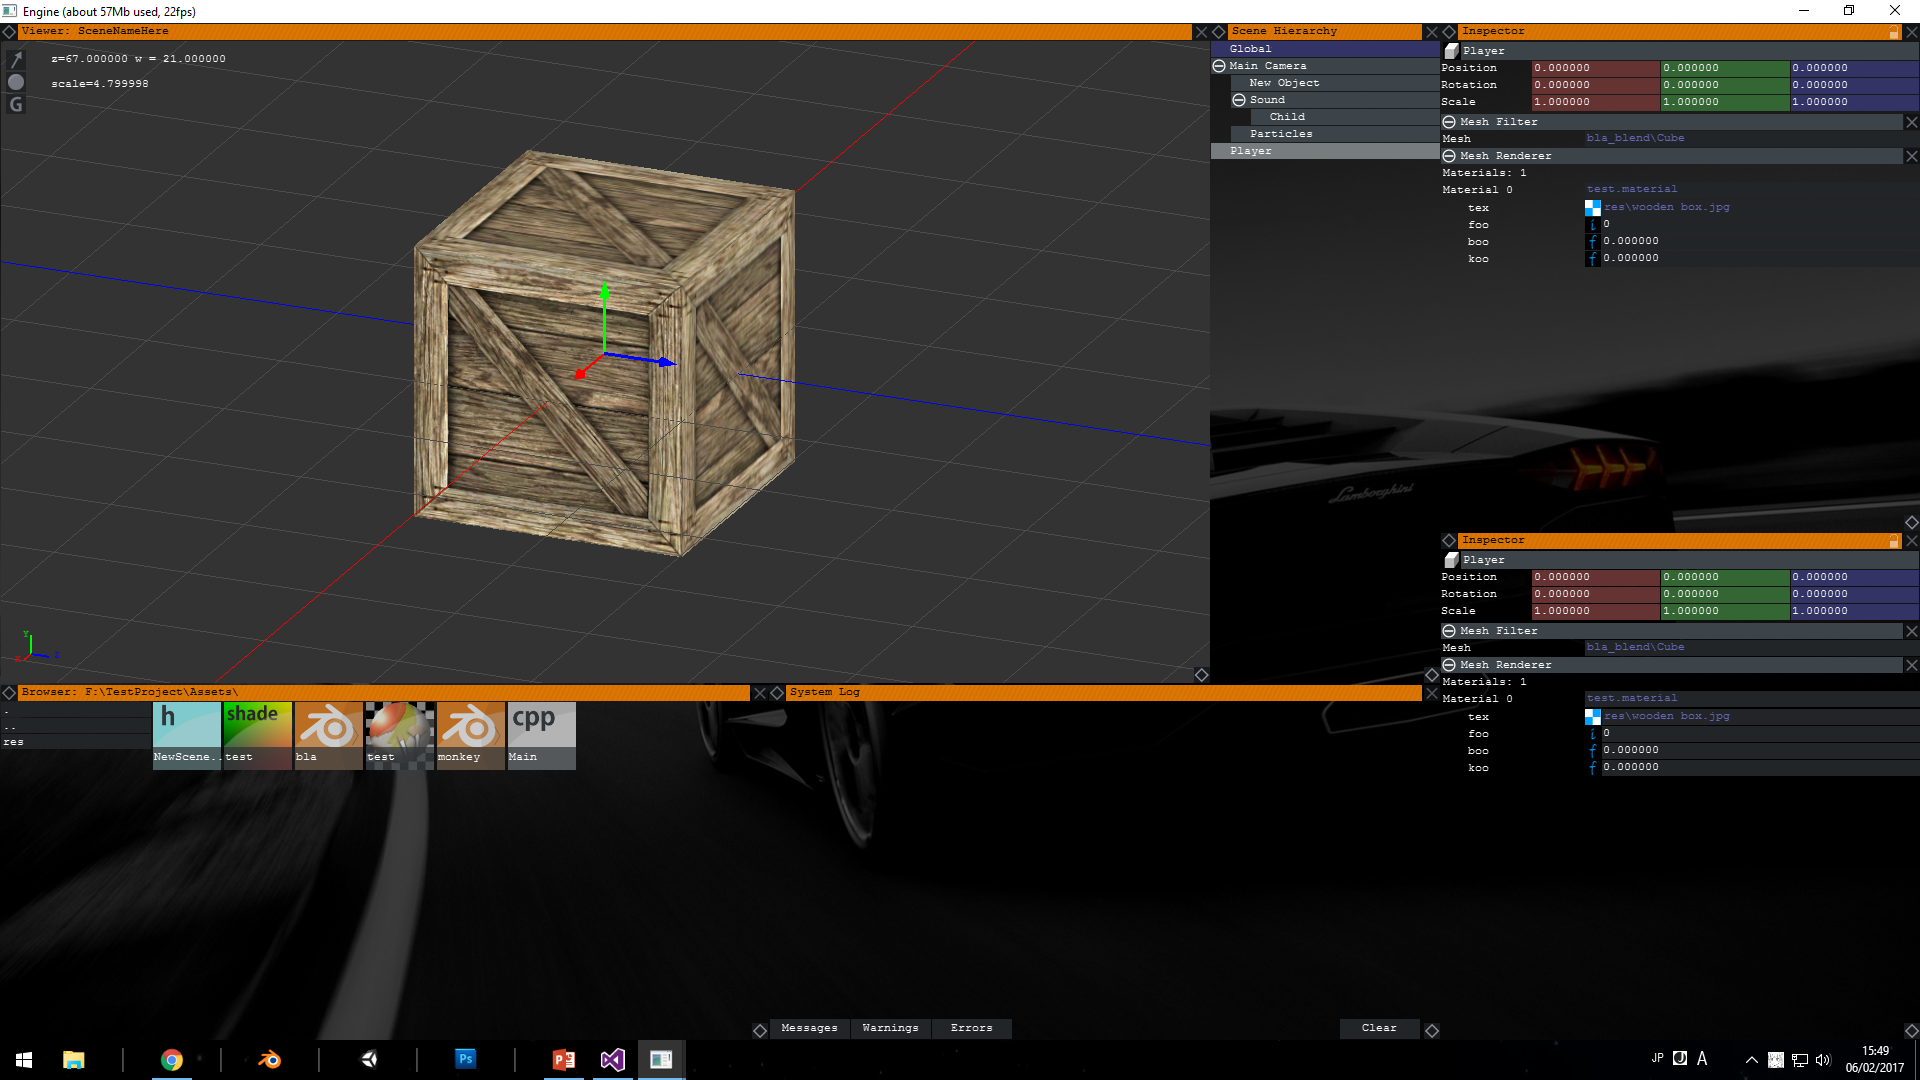 Engine (about 57Mb used, 22fps)
Viewer: SceneNameHere
z=67.000000 w = 21.000000
scale=4.799998
G
Y
X
Z
Scene Hierarchy
Global
Main Camera
New Object
Sound
Child
Particles
Player
Inspector
Player
Position 0.000000 0.000000 0.000000
Rotation 0.000000 0.000000 0.000000
Scale 1.000000 1.000000 1.000000
Mesh Filter
Mesh bla_blend\Cube
Mesh Renderer
Materials: 1
Material 0 test.material
tex res\wooden box.jpg
foo i 0
boo f 0.000000
koo f 0.000000
Lamborghini
Inspector
Player
Position 0.000000 0.000000 0.000000
Rotation 0.000000 0.000000 0.000000
Scale 1.000000 1.000000 1.000000
Mesh Filter
Mesh bla_blend\Cube
Mesh Renderer
Materials: 1
Material 0 test.material
tex res\wooden box.jpg
foo i 0
boo f 0.000000
koo f 0.000000
Browser: F:\TestProject\Assets\
.
..
res
h
NewScene..
shade
test
bla
test
monkey
cpp
Main
System Log
Messages Warnings Errors Clear
Ps
JP A
15:49
06/02/2017